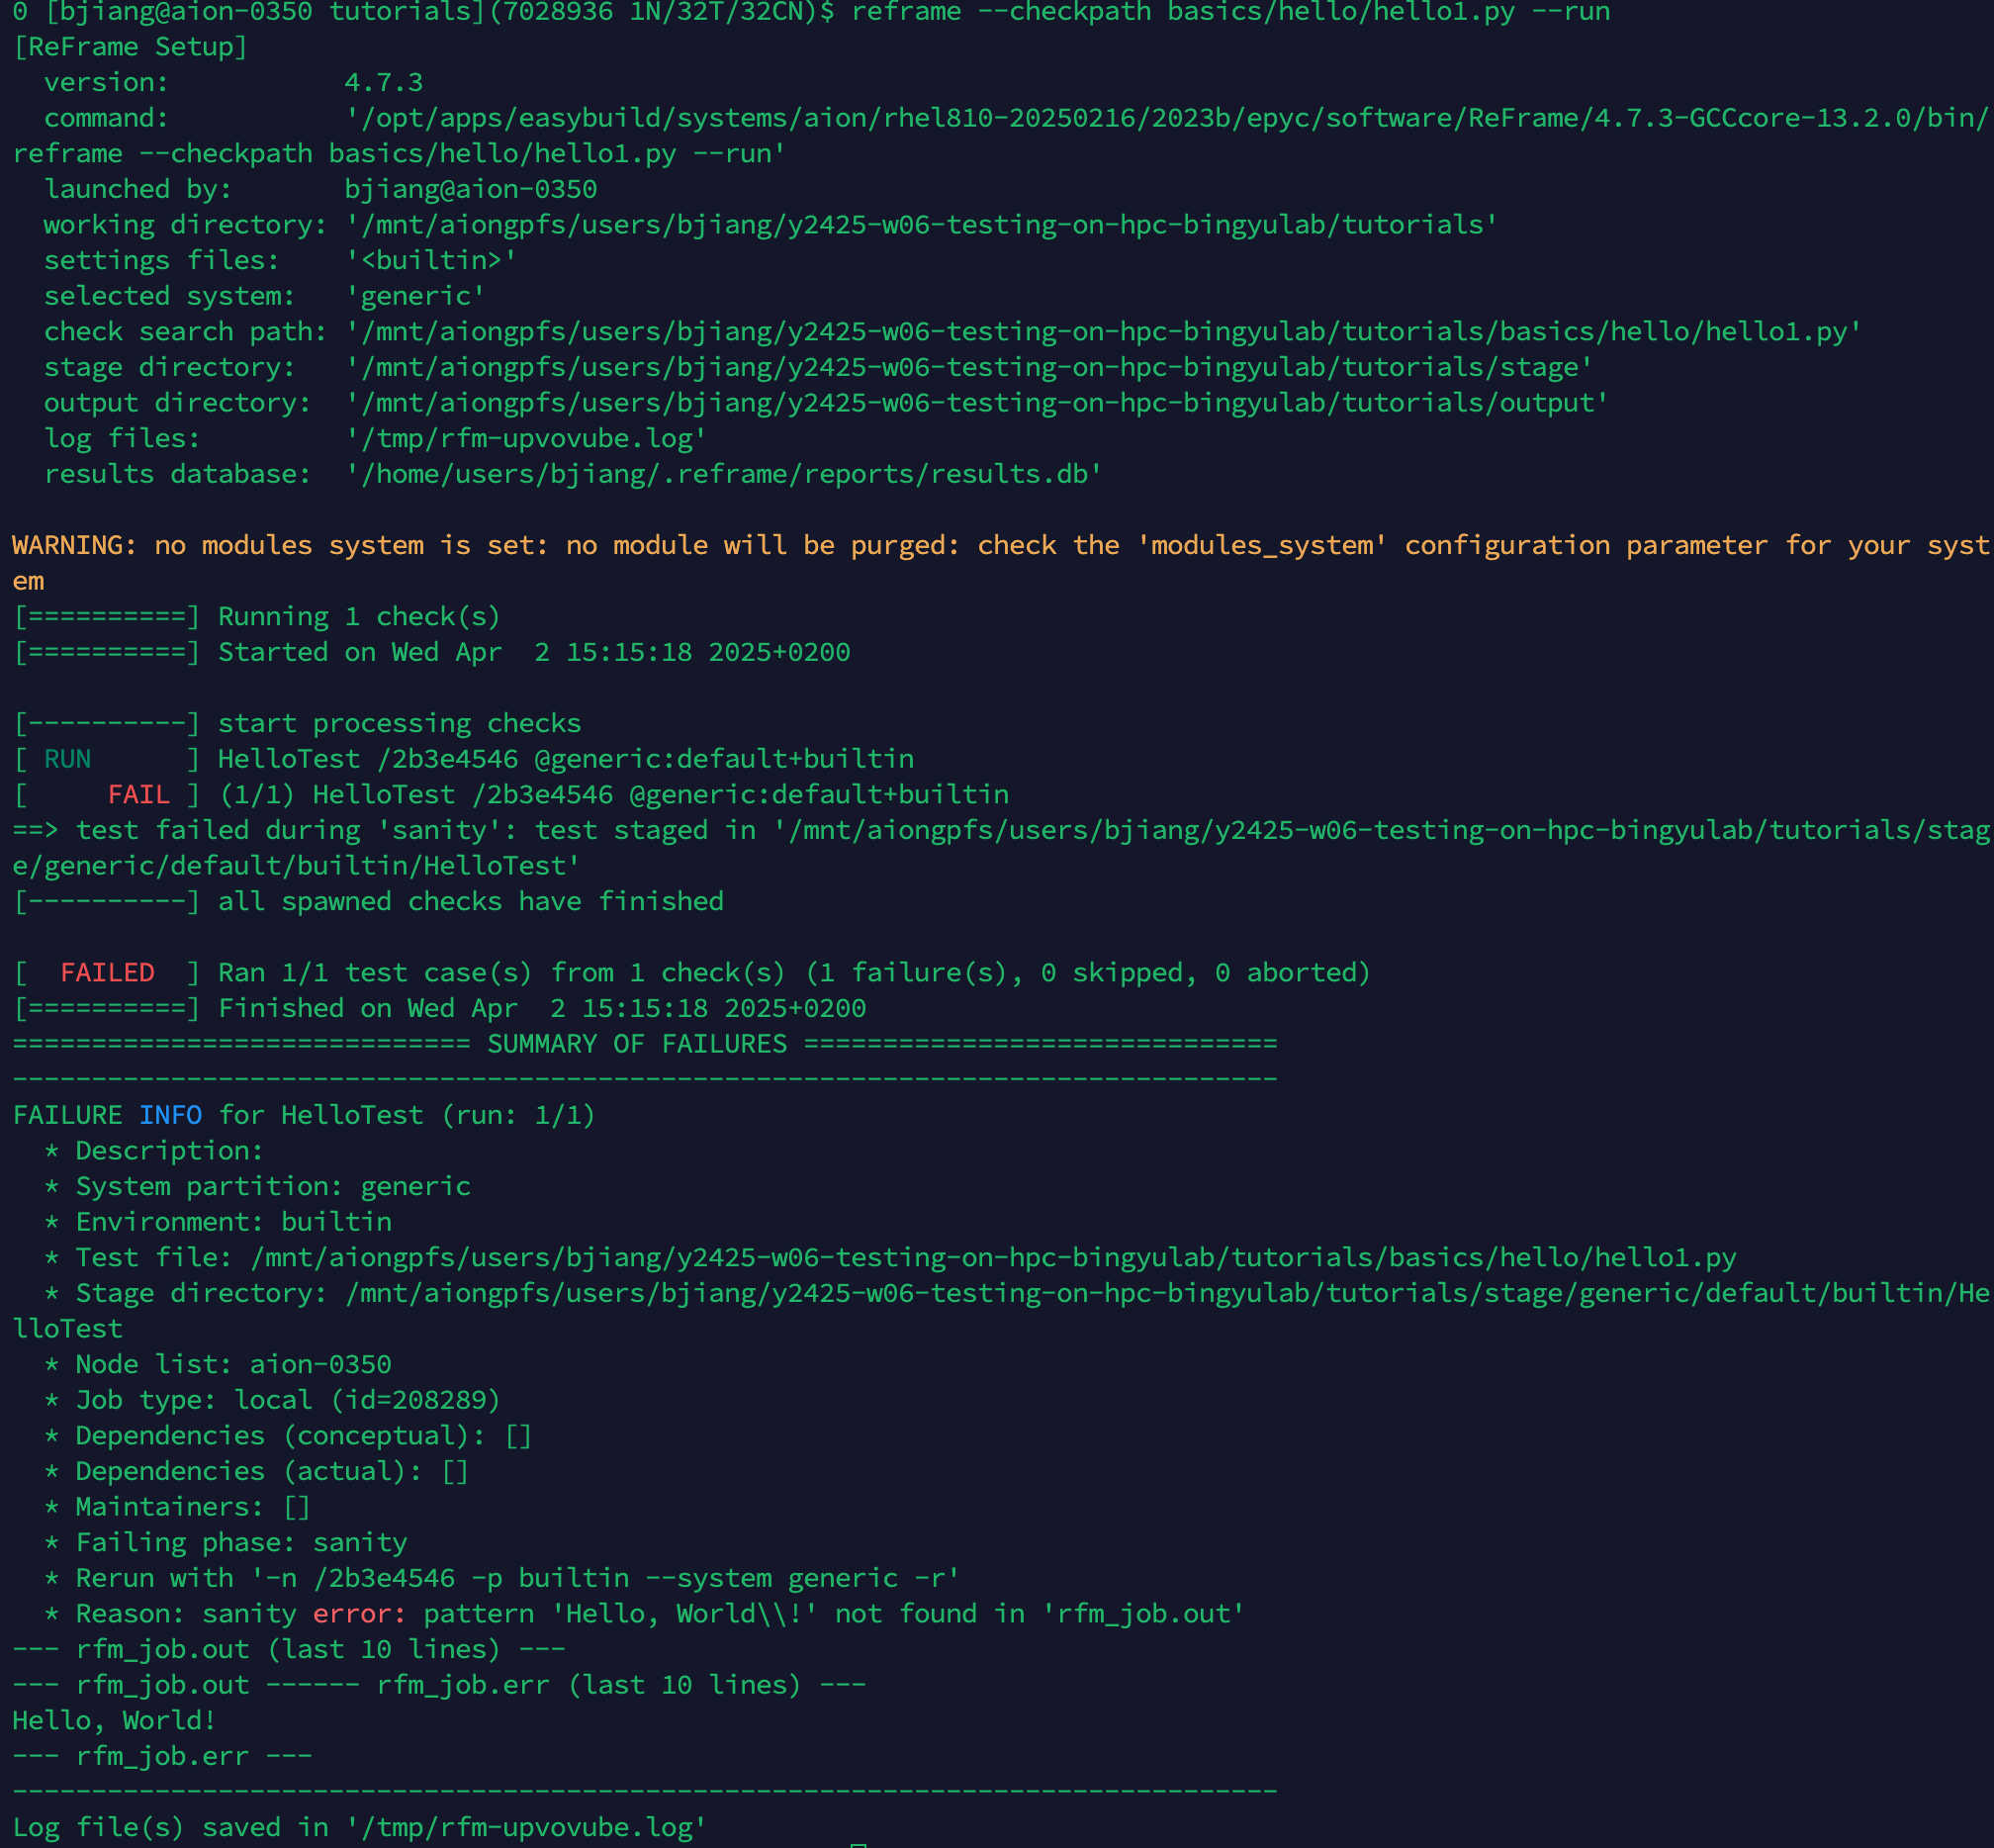 0 [bjiang@aion-0350 tutorials](7028936 1N/32T/32CN)$ reframe --checkpath basics/hello/hello1.py --run
[ReFrame Setup]
  version:           4.7.3
  command:           '/opt/apps/easybuild/systems/aion/rhel810-20250216/2023b/epyc/software/ReFrame/4.7.3-GCCcore-13.2.0/bin/
reframe --checkpath basics/hello/hello1.py --run'
  launched by:       bjiang@aion-0350
  working directory: '/mnt/aiongpfs/users/bjiang/y2425-w06-testing-on-hpc-bingyulab/tutorials'
  settings files:    '<builtin>'
  selected system:   'generic'
  check search path: '/mnt/aiongpfs/users/bjiang/y2425-w06-testing-on-hpc-bingyulab/tutorials/basics/hello/hello1.py'
  stage directory:   '/mnt/aiongpfs/users/bjiang/y2425-w06-testing-on-hpc-bingyulab/tutorials/stage'
  output directory:  '/mnt/aiongpfs/users/bjiang/y2425-w06-testing-on-hpc-bingyulab/tutorials/output'
  log files:         '/tmp/rfm-upvovube.log'
  results database:  '/home/users/bjiang/.reframe/reports/results.db'

WARNING: no modules system is set: no module will be purged: check the 'modules_system' configuration parameter for your syst
em
[==========] Running 1 check(s)
[==========] Started on Wed Apr  2 15:15:18 2025+0200

[----------] start processing checks
[ RUN      ] HelloTest /2b3e4546 @generic:default+builtin
[     FAIL ] (1/1) HelloTest /2b3e4546 @generic:default+builtin
==> test failed during 'sanity': test staged in '/mnt/aiongpfs/users/bjiang/y2425-w06-testing-on-hpc-bingyulab/tutorials/stag
e/generic/default/builtin/HelloTest'
[----------] all spawned checks have finished

[  FAILED  ] Ran 1/1 test case(s) from 1 check(s) (1 failure(s), 0 skipped, 0 aborted)
[==========] Finished on Wed Apr  2 15:15:18 2025+0200
============================= SUMMARY OF FAILURES ==============================
--------------------------------------------------------------------------------
FAILURE INFO for HelloTest (run: 1/1)
  * Description:
  * System partition: generic
  * Environment: builtin
  * Test file: /mnt/aiongpfs/users/bjiang/y2425-w06-testing-on-hpc-bingyulab/tutorials/basics/hello/hello1.py
  * Stage directory: /mnt/aiongpfs/users/bjiang/y2425-w06-testing-on-hpc-bingyulab/tutorials/stage/generic/default/builtin/He
lloTest
  * Node list: aion-0350
  * Job type: local (id=208289)
  * Dependencies (conceptual): []
  * Dependencies (actual): []
  * Maintainers: []
  * Failing phase: sanity
  * Rerun with '-n /2b3e4546 -p builtin --system generic -r'
  * Reason: sanity error: pattern 'Hello, World\\!' not found in 'rfm_job.out'
--- rfm_job.out (last 10 lines) ---
--- rfm_job.out ------ rfm_job.err (last 10 lines) ---
Hello, World!
--- rfm_job.err ---
--------------------------------------------------------------------------------
Log file(s) saved in '/tmp/rfm-upvovube.log'